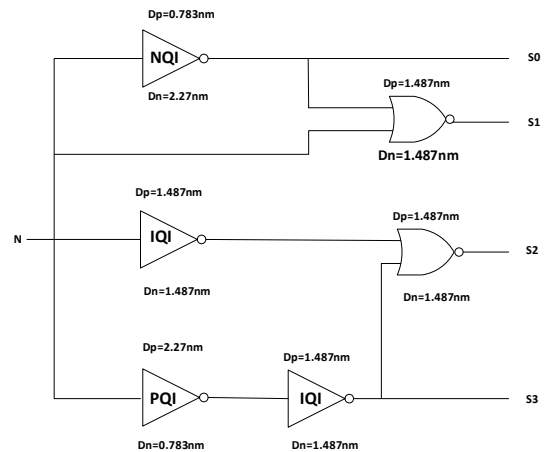 Dp=0.783nm
NQI
S0
Dn=2.27nm
Dp=1.487nm
S1
Dn=1.487nm
Dp=1.487nm
Dp=1.487nm
N
IQI
S2
Dn=1.487nm
Dn=1.487nm
Dp=2.27nm
Dp=1.487nm
PQI
IQI
S3
Dn=0.783nm
Dn=1.487nm